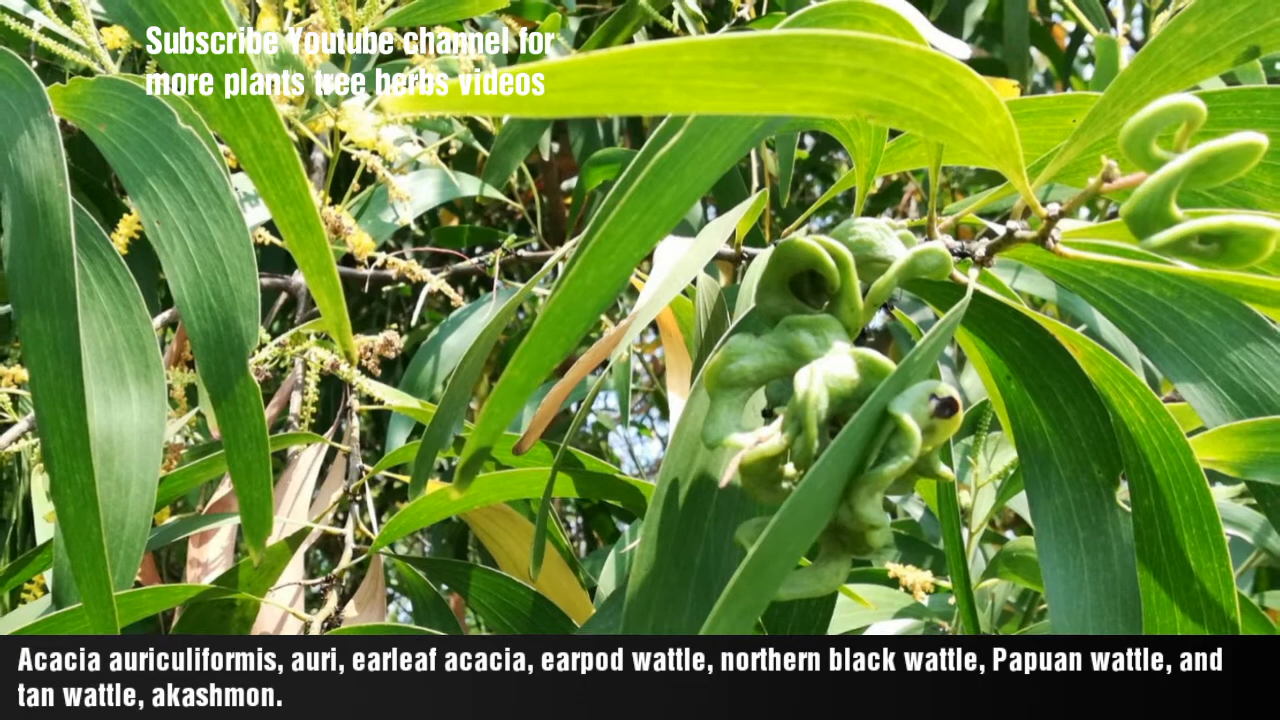 Subscribe Youtube channel for
more plants tree herbs videos
Acacia auriculiformis, auri, earleaf acacia, earpod wattle, northern black wattle, Papuan wattle, and
tan wattle, akashmon.